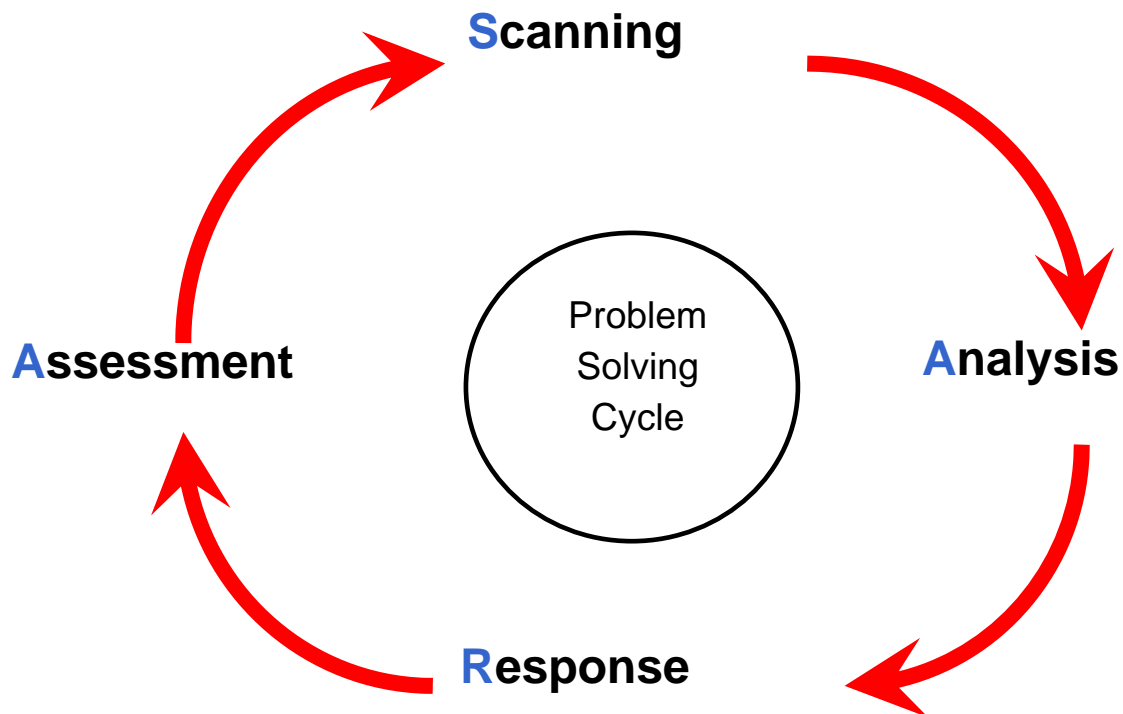 Scanning
Problem
Solving
Cycle
Assessment
Analysis
Response